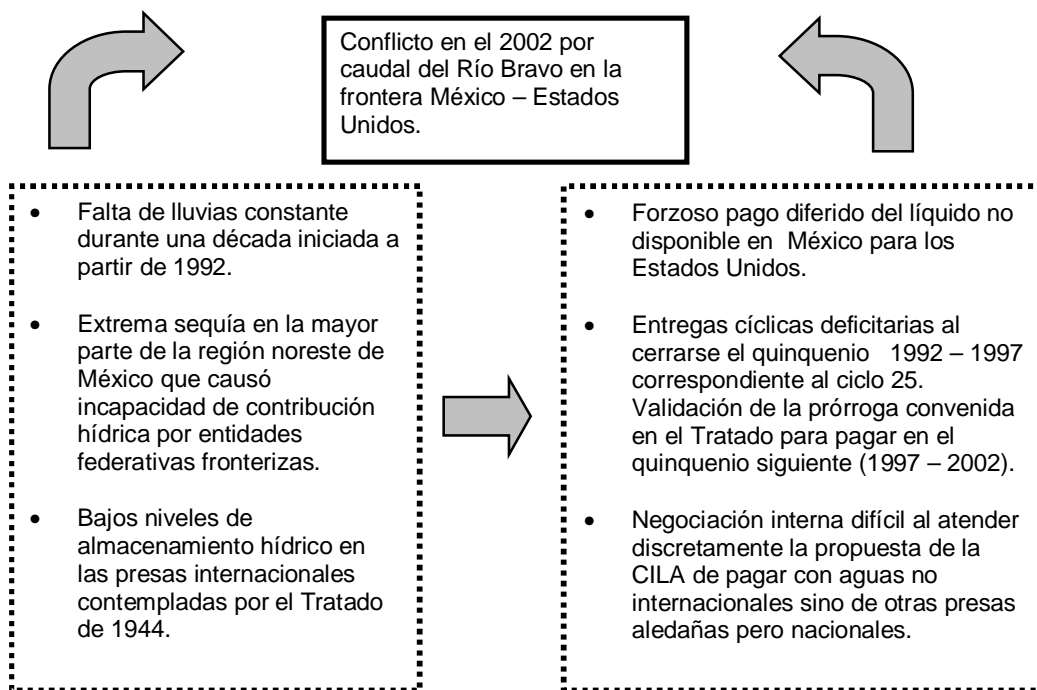 Conflicto en el 2002 por
caudal del Río Bravo en la
frontera México – Estados
Unidos.
• Falta de lluvias constante
durante una década iniciada a
partir de 1992.
• Extrema sequía en la mayor
parte de la región noreste de
México que causó
incapacidad de contribución
hídrica por entidades
federativas fronterizas.
• Bajos niveles de
almacenamiento hídrico en
las presas internacionales
contempladas por el Tratado
de 1944.
• Forzoso pago diferido del líquido no
disponible en México para los
Estados Unidos.
• Entregas cíclicas deficitarias al
cerrarse el quinquenio 1992 – 1997
correspondiente al ciclo 25.
Validación de la prórroga convenida
en el Tratado para pagar en el
quinquenio siguiente (1997 – 2002).
• Negociación interna difícil al atender
discretamente la propuesta de la
CILA de pagar con aguas no
internacionales sino de otras presas
aledañas pero nacionales.